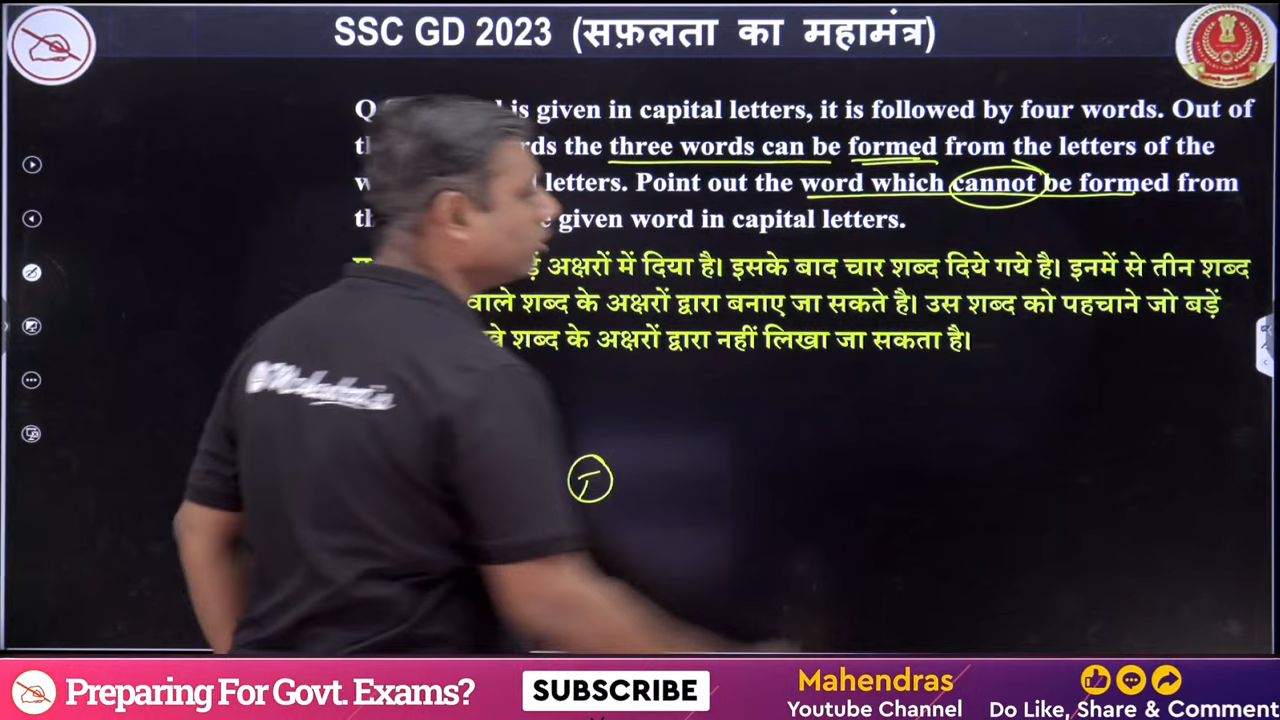 SSC GD 2023 (सफ़लता का महामंत्र)
is given in capital letters, it is followed by four words. Out of
the three words can be formed from the letters of the
letters. Point out the word which cannot be formed from
given word in capital letters.
अक्षरों में दिया है। इसके बाद चार शब्द दिये गये है। इनमें से तीन शब्द
वाले शब्द के अक्षरों द्वारा बनाए जा सकते है। उस शब्द को पहचाने जो बड़ें
शब्द के अक्षरों द्वारा नहीं लिखा जा सकता है।
Preparing For Govt. Exams?
SUBSCRIBE
Mahendras
Youtube Channel
Do Like, Share & Comment